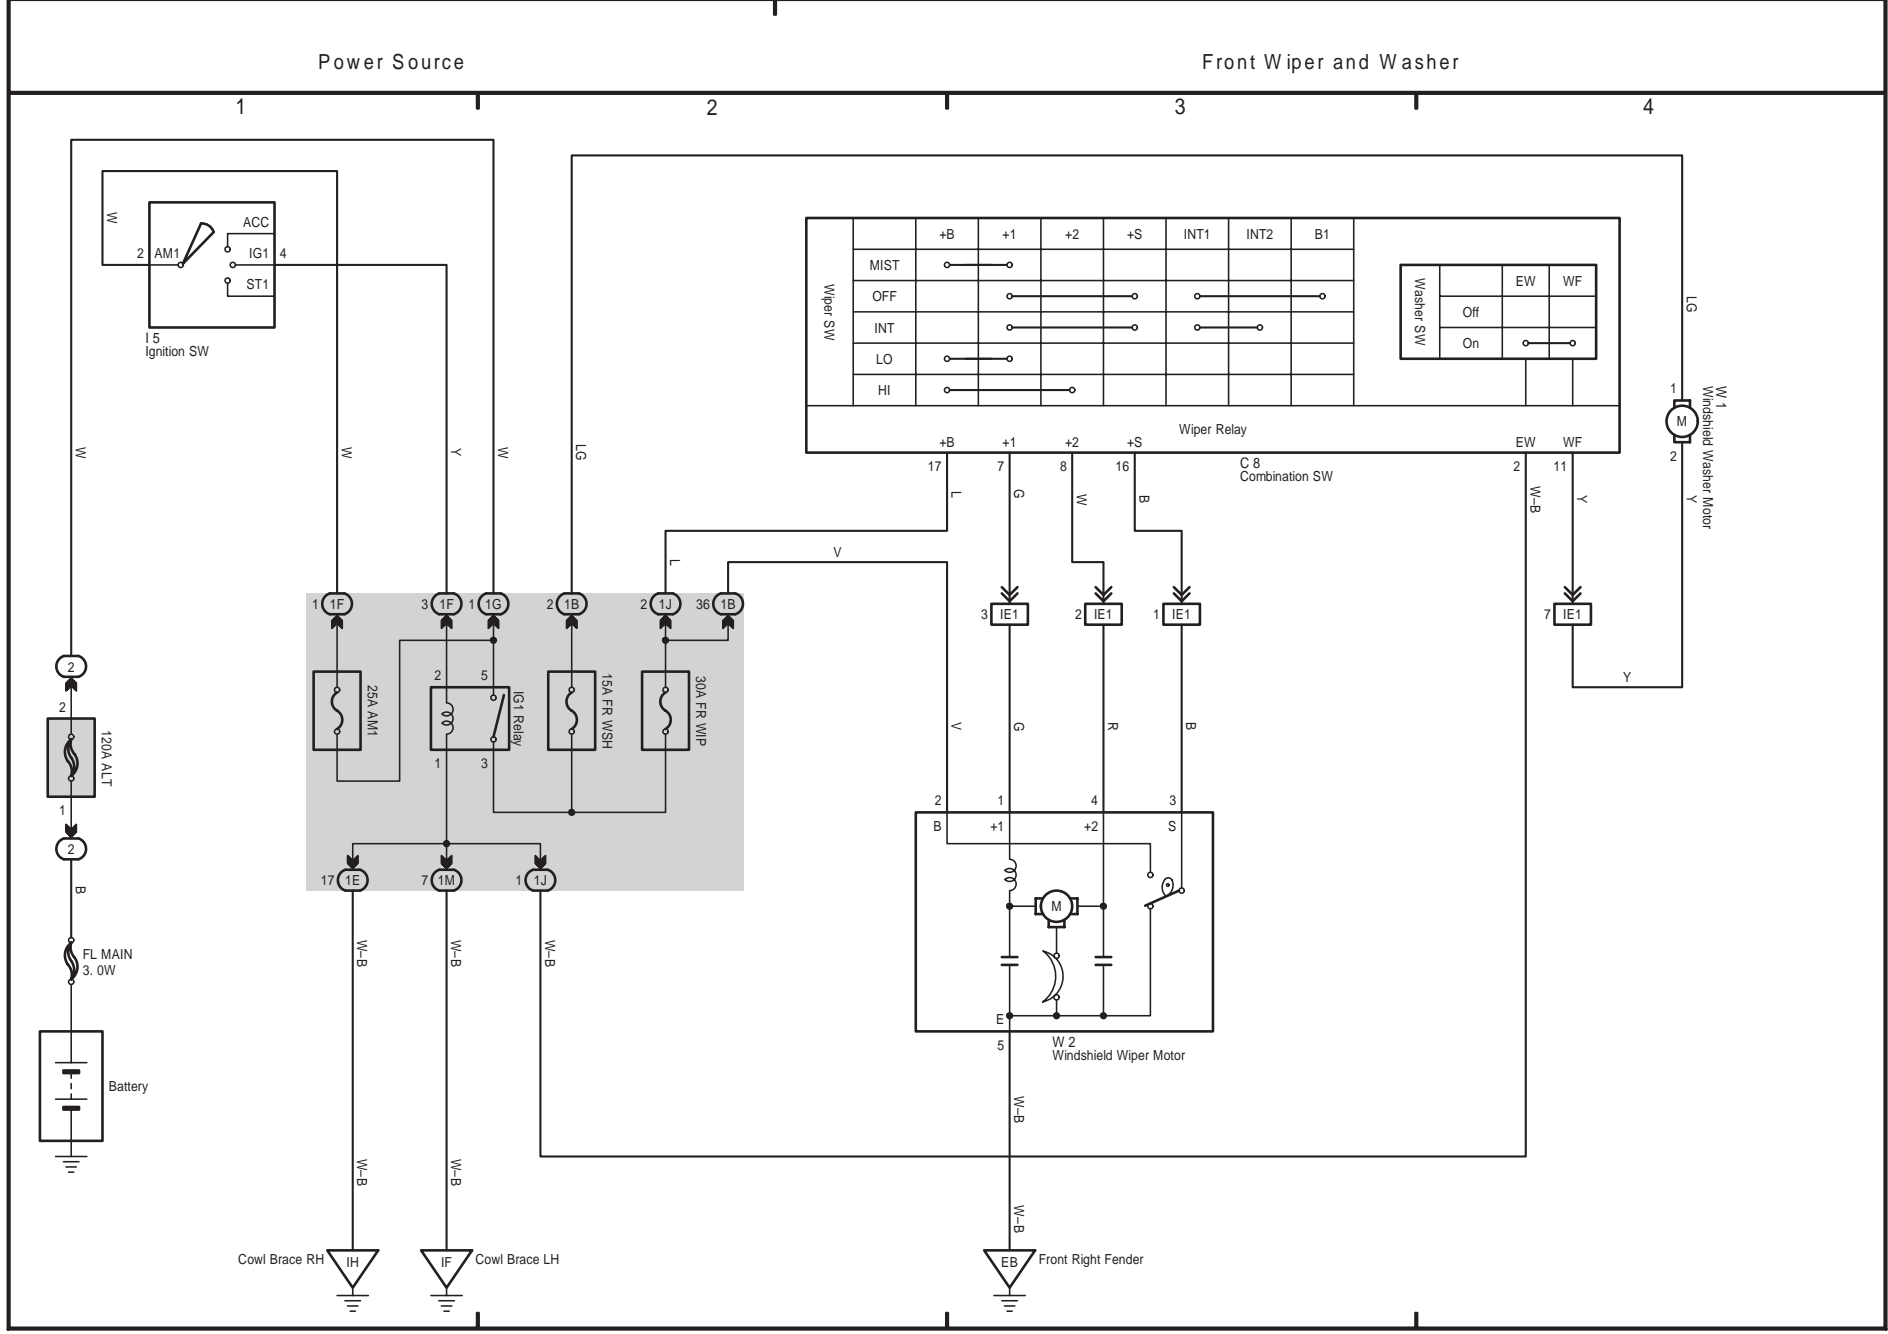 Power Source
Front Wiper and Washer
1
2
3
4
W
2
AM1
ACC
IG1
ST1
4
I 5
Ignition SW
W
W
Y
W
LG
Wiper SW
+B
+1
+2
+S
INT1
INT2
B1
MIST
OFF
INT
LO
HI
Washer SW
EW
WF
Off
On
Wiper Relay
+B
+1
+2
+S
EW
WF
17
7
8
16
2
11
C 8
Combination SW
LG
1
M
2
W 1
Windshield Washer Motor
Y
L
G
W
B
W–B
Y
L
V
1
1F
3
1F
1
1G
2
1B
2
1J
36
1B
3
IE1
2
IE1
1
IE1
7
IE1
Y
2
2
120A ALT
1
2
25A AM1
2
5
IG1 Relay
1
3
15A FR WSH
30A FR WIP
V
G
R
B
2
1
4
3
B
+1
+2
S
M
E
5
W 2
Windshield Wiper Motor
17
1E
7
1M
1
1J
B
FL MAIN
3. 0W
Battery
W–B
W–B
W–B
W–B
W–B
W–B
W–B
Cowl Brace RH
IH
IF
Cowl Brace LH
EB
Front Right Fender